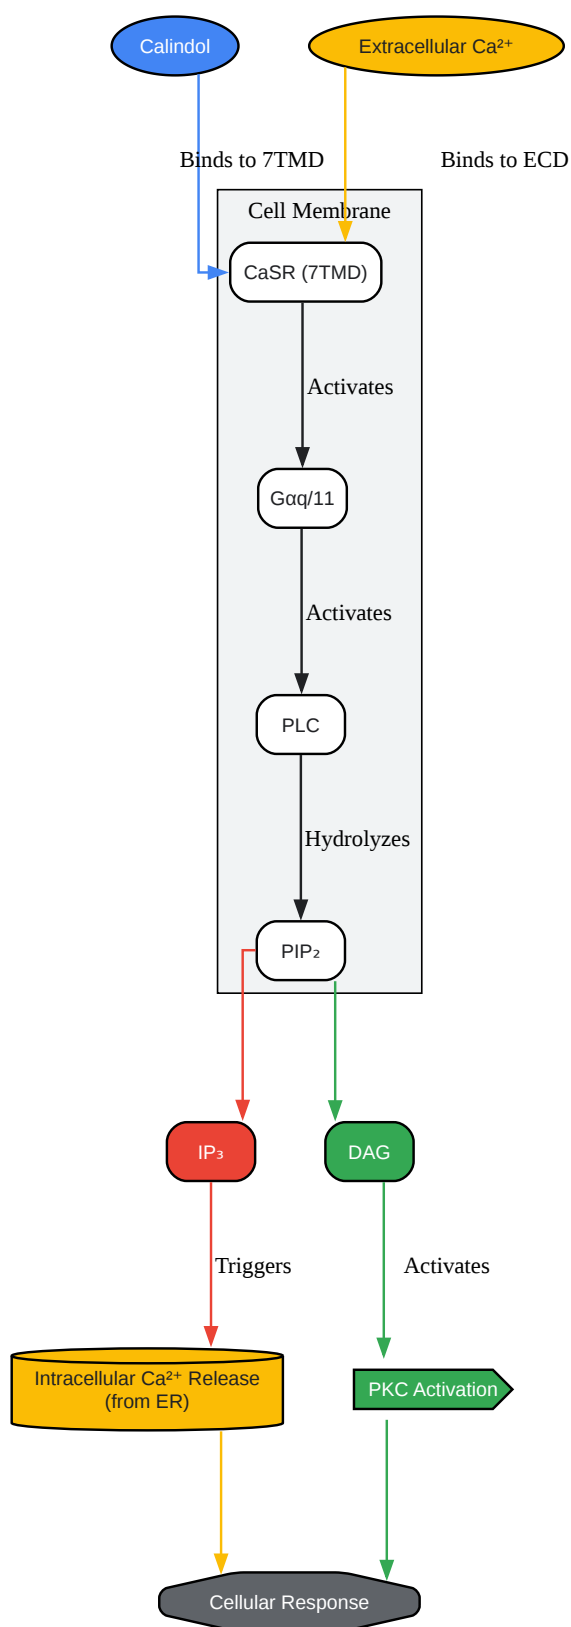 Calindol
Extracellular Ca²⁺
Binds to 7TMD
Binds to ECD
Cell Membrane
CaSR (7TMD)
Activates
Gαq/11
Activates
PLC
Hydrolyzes
PIP₂
IP₃
DAG
Triggers
Activates
Intracellular Ca²⁺ Release
(from ER)
PKC Activation
Cellular Response